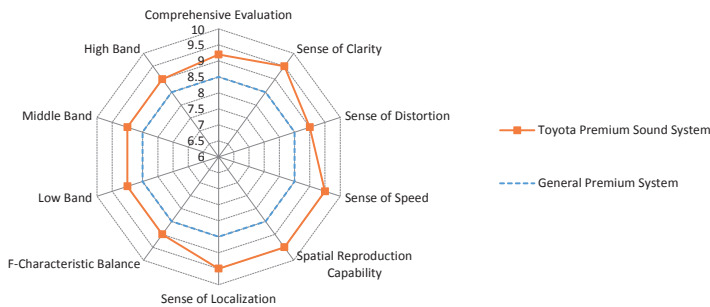 Comprehensive Evaluation
10
9.5
9
8.5
8
7.5
7
6.5
6
Sense of Clarity
Sense of Distortion
Sense of Speed
Spatial Reproduction
Capability
Sense of Localization
F-Characteristic Balance
Low Band
Middle Band
High Band
Toyota Premium Sound System
General Premium System